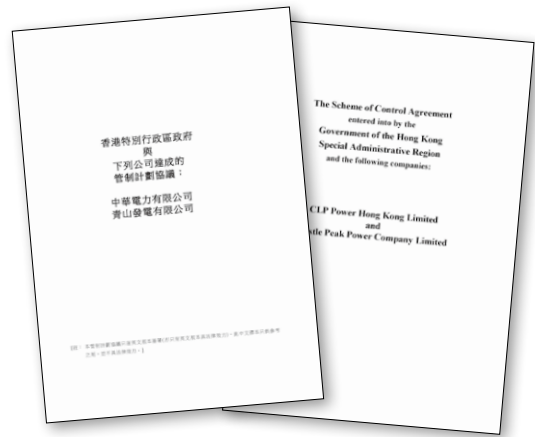 香港特別行政區政府
與
下列公司達成的
管制計劃協議：
中華電力有限公司
青山發電有限公司
The Scheme of Control Agreement
entered into by the
Government of the Hong Kong
Special Administrative Region
and the following companies:
CLP Power Hong Kong Limited
and
stle Peak Power Company Limited